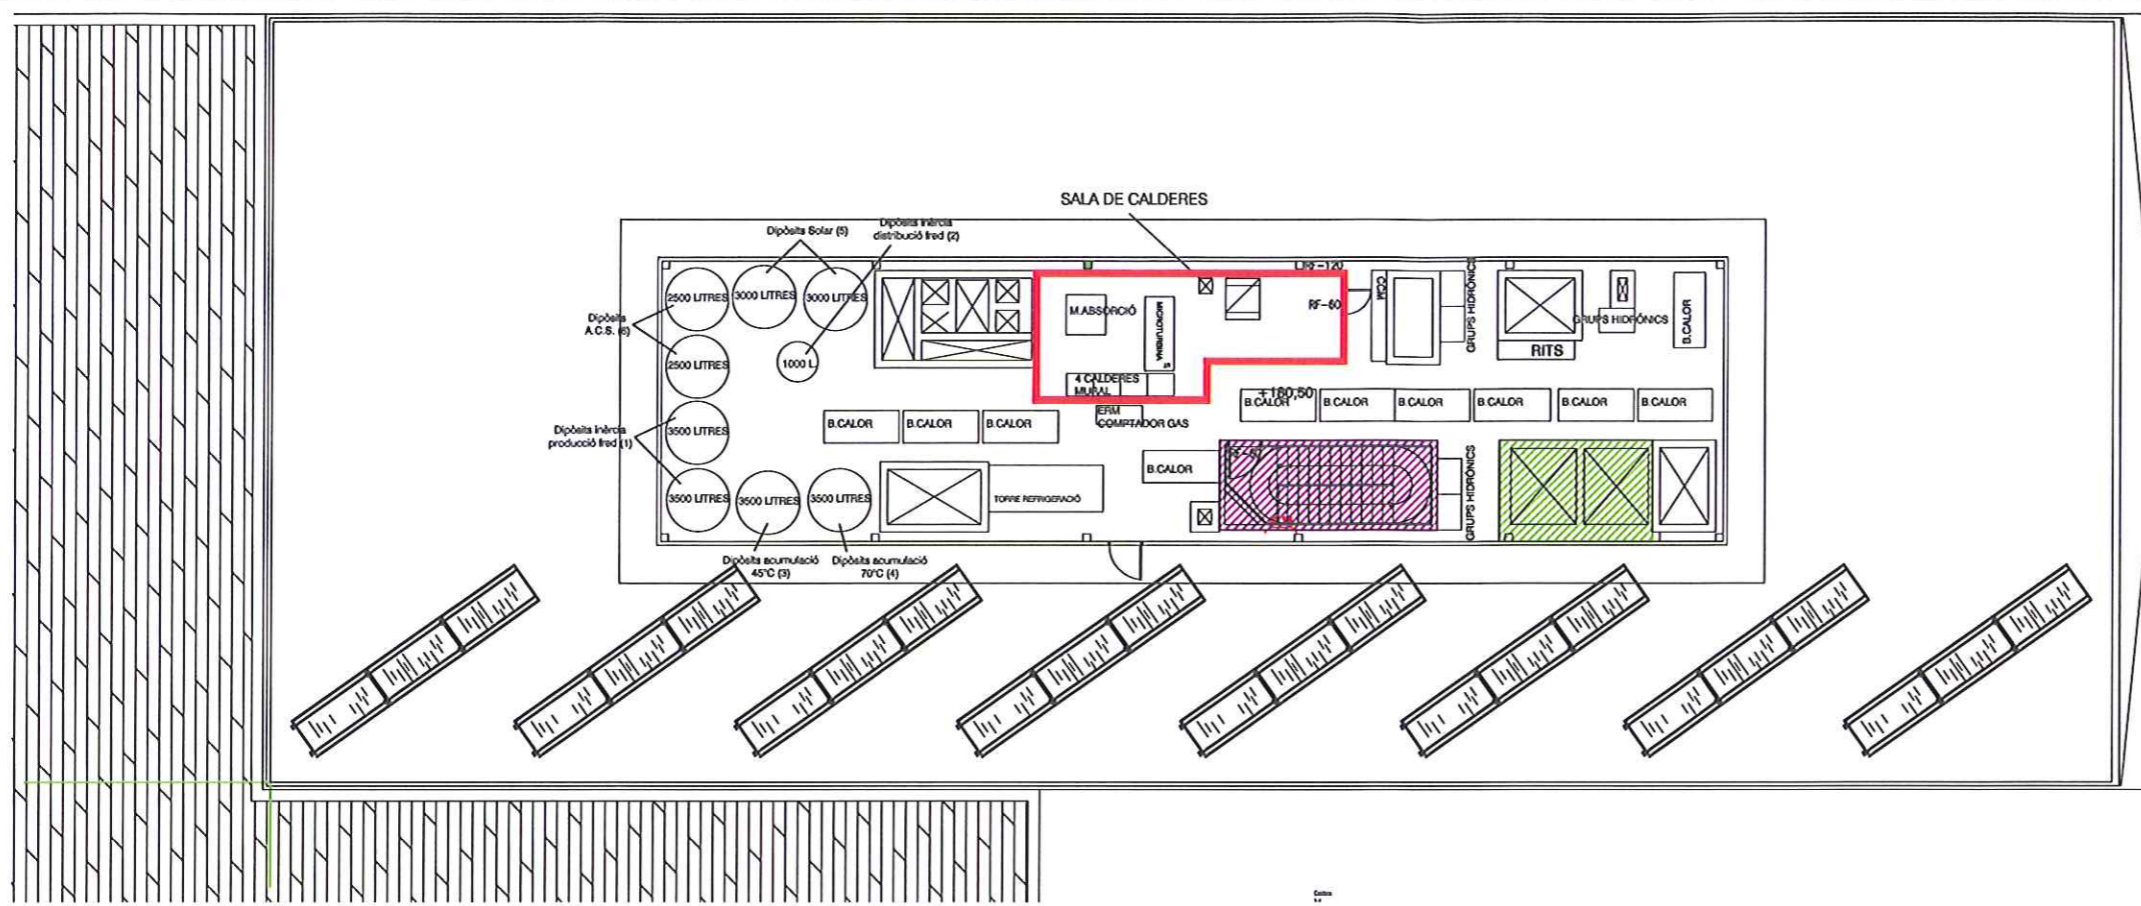 SALA DE CALDERES
Dipòsits Solar (5)
Dipòsits inèrcia
distribució fred (2)
2500 LITRES
3000 LITRES
3000 LITRES
RF-120
RF-60
CCM
GRUPS HIDRÒNICS
M.ABSORCIÓ
MICROTURBINA
Dipòsits
A.C.S. (6)
GRUPS HIDRÒNICS
B.CALOR
RITS
2500 LITRES
1000 L.
4 CALDERES
MURAL
+180,50
B.CALOR
B.CALOR
B.CALOR
B.CALOR
B.CALOR
B.CALOR
ERM
COMPTADOR GAS
B.CALOR
B.CALOR
B.CALOR
Dipòsits inèrcia
producció fred (1)
3500 LITRES
RF-60
B.CALOR
GRUPS HIDRÒNICS
3500 LITRES
3500 LITRES
3500 LITRES
TORRE REFRIGERACIÓ
Dipòsits acumulació
45°C (3)
Dipòsits acumulació
70°C (4)